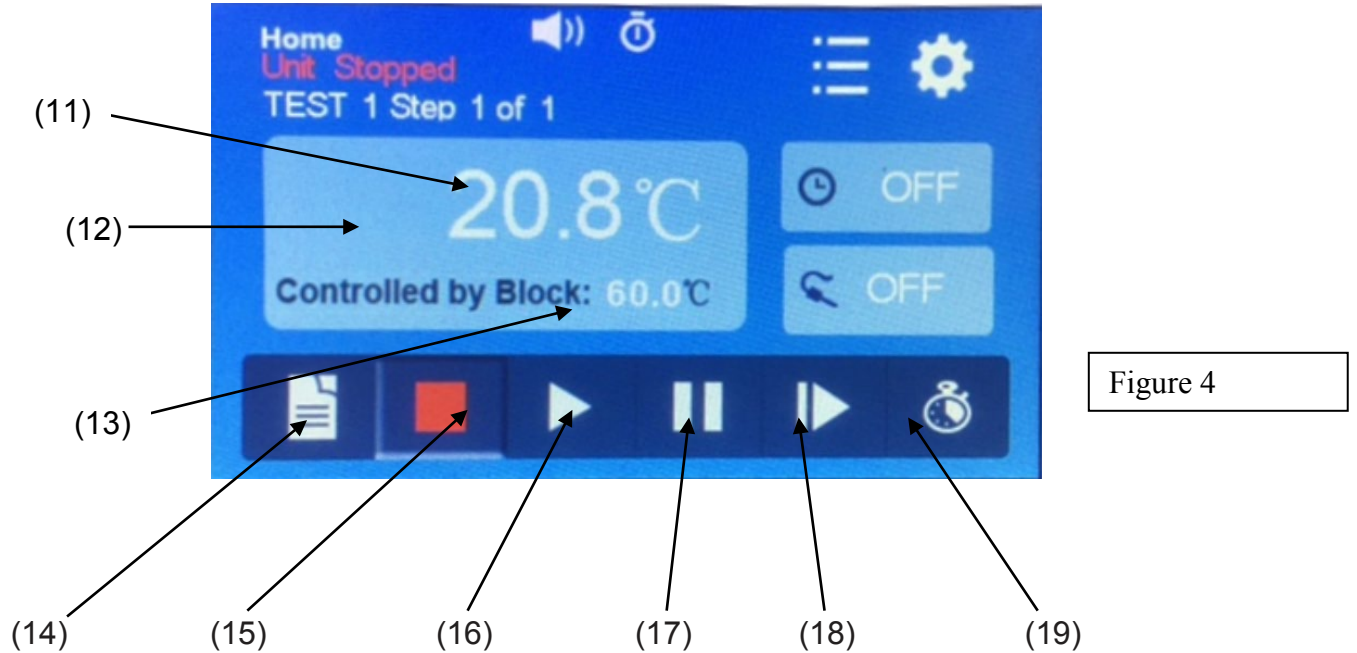 Home
Unit Stopped
TEST 1 Step 1 of 1
(11)
20.8℃
OFF
(12)
Controlled by Block: 60.0℃
OFF
Figure 4
(13)
(14)
(15)
(16)
(17)
(18)
(19)